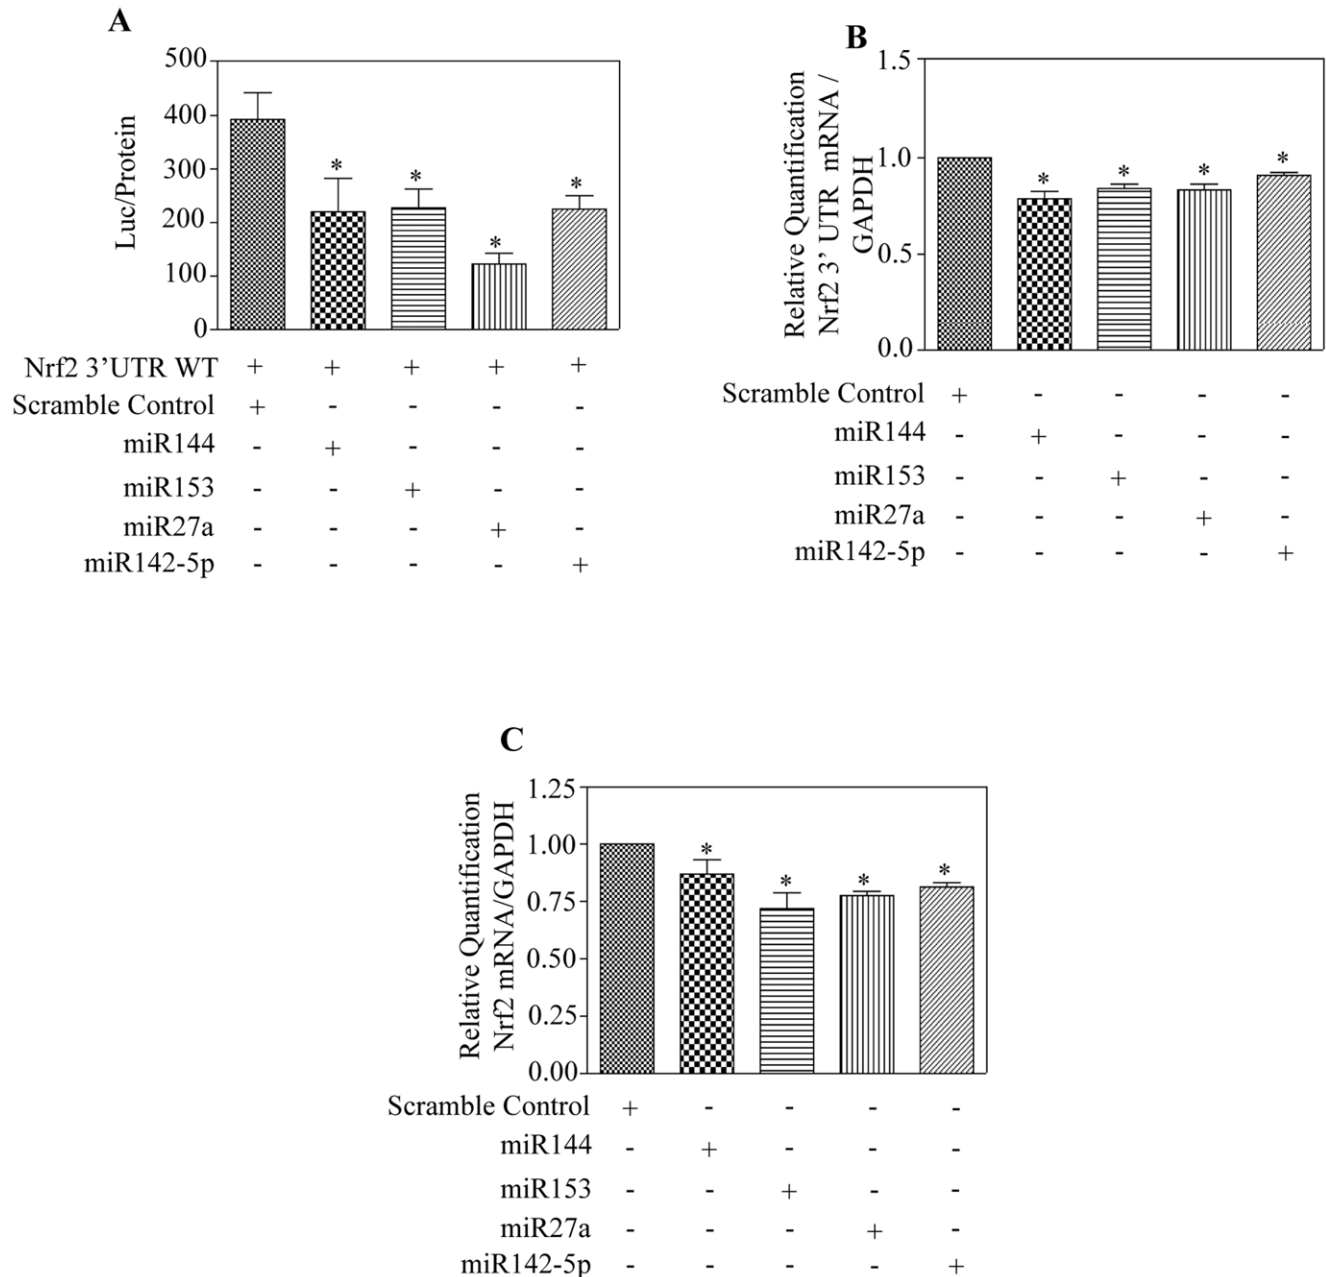 A
Luc/Protein
500
400
300
200
100
0
* * * *
Nrf2 3’UTR WT + + + + +
Scramble Control + - - - -
miR144 - + - - -
miR153 - - + - -
miR27a - - - + -
miR142-5p - - - - +
B
Relative Quantification
Nrf2 3’ UTR mRNA /
GAPDH
1.5
1.0
0.5
0.0
* * * *
Scramble Control + - - - -
miR144 - + - - -
miR153 - - + - -
miR27a - - - + -
miR142-5p - - - - +
C
Relative Quantification
Nrf2 mRNA/GAPDH
1.25
1.00
0.75
0.50
0.25
0.00
* * * *
Scramble Control + - - - -
miR144 - + - - -
miR153 - - + - -
miR27a - - - + -
miR142-5p - - - - +